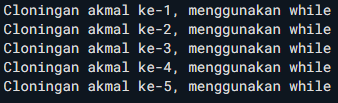 Cloningan akmal ke-1, menggunakan while
Cloningan akmal ke-2, menggunakan while
Cloningan akmal ke-3, menggunakan while
Cloningan akmal ke-4, menggunakan while
Cloningan akmal ke-5, menggunakan while